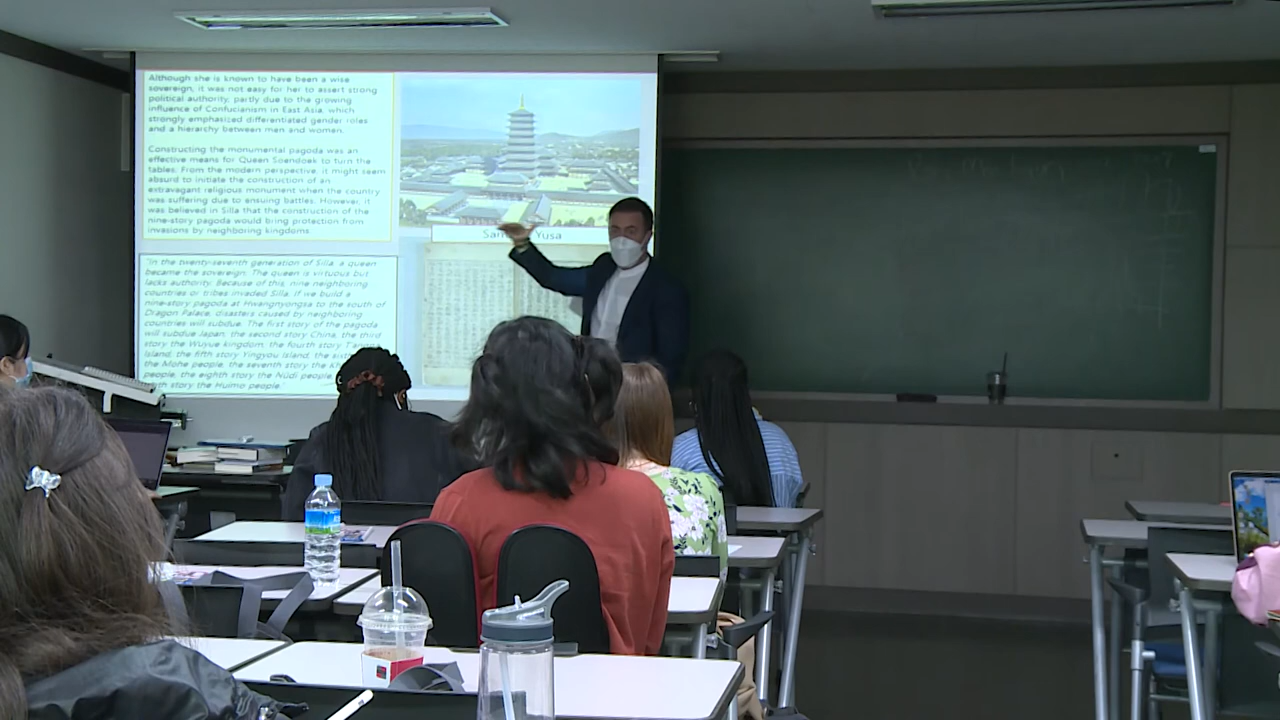 Although she is known to have been a wise
sovereign, it was not easy for her to assert strong
political authority, partly due to the growing
influence of Confucianism in East Asia, which
strongly emphasized differentiated gender roles
and a hierarchy between men and women.
Constructing the monumental pagoda was an
effective means for Queen Soendoek to turn the
tables. From the modern perspective, it might seem
absurd to initiate the construction of an
extravagant religious monument when the country
was suffering due to ensuing battles. However, it
was believed in Silla that the construction of the
nine-story pagoda would bring protection from
invasions by neighboring kingdoms.
Yusa
"In the twenty-seventh generation of Silla, a queen
became the sovereign. The queen is virtuous but
lacks authority. Because of this, nine neighboring
countries or tribes invaded Silla. If we build a
nine-story pagoda at Hwangnyongsa to the south of
Dragon Palace, disasters caused by neighboring
countries will subdue. The first story of the pagoda
will subdue Japan, the second story China, the third
story the Wuyue kingdom, the fourth story
Island, the fifth story Yingyou Island, the
the Mohe people, the seventh story the
people, the eighth story the Nüdi people,
story the Huimo people."